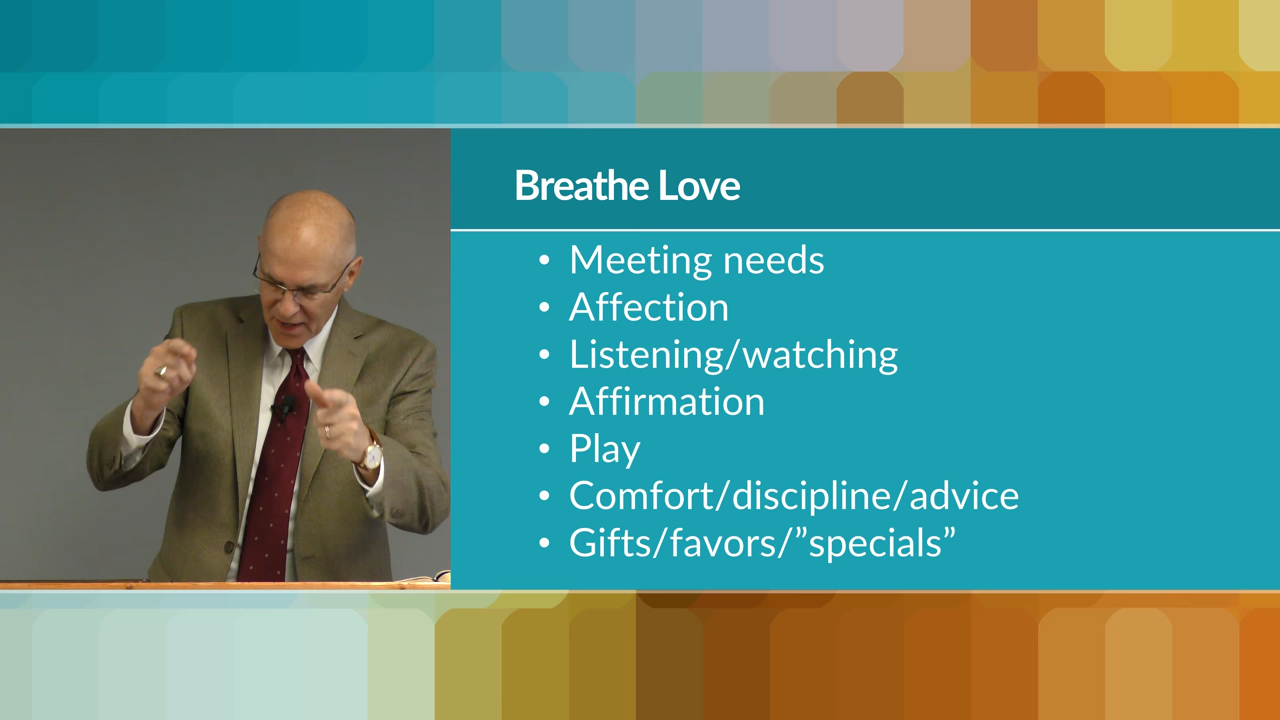 Breathe Love
• Meeting needs
• Affection
• Listening/watching
• Affirmation
• Play
• Comfort/discipline/advice
• Gifts/favors/”specials”